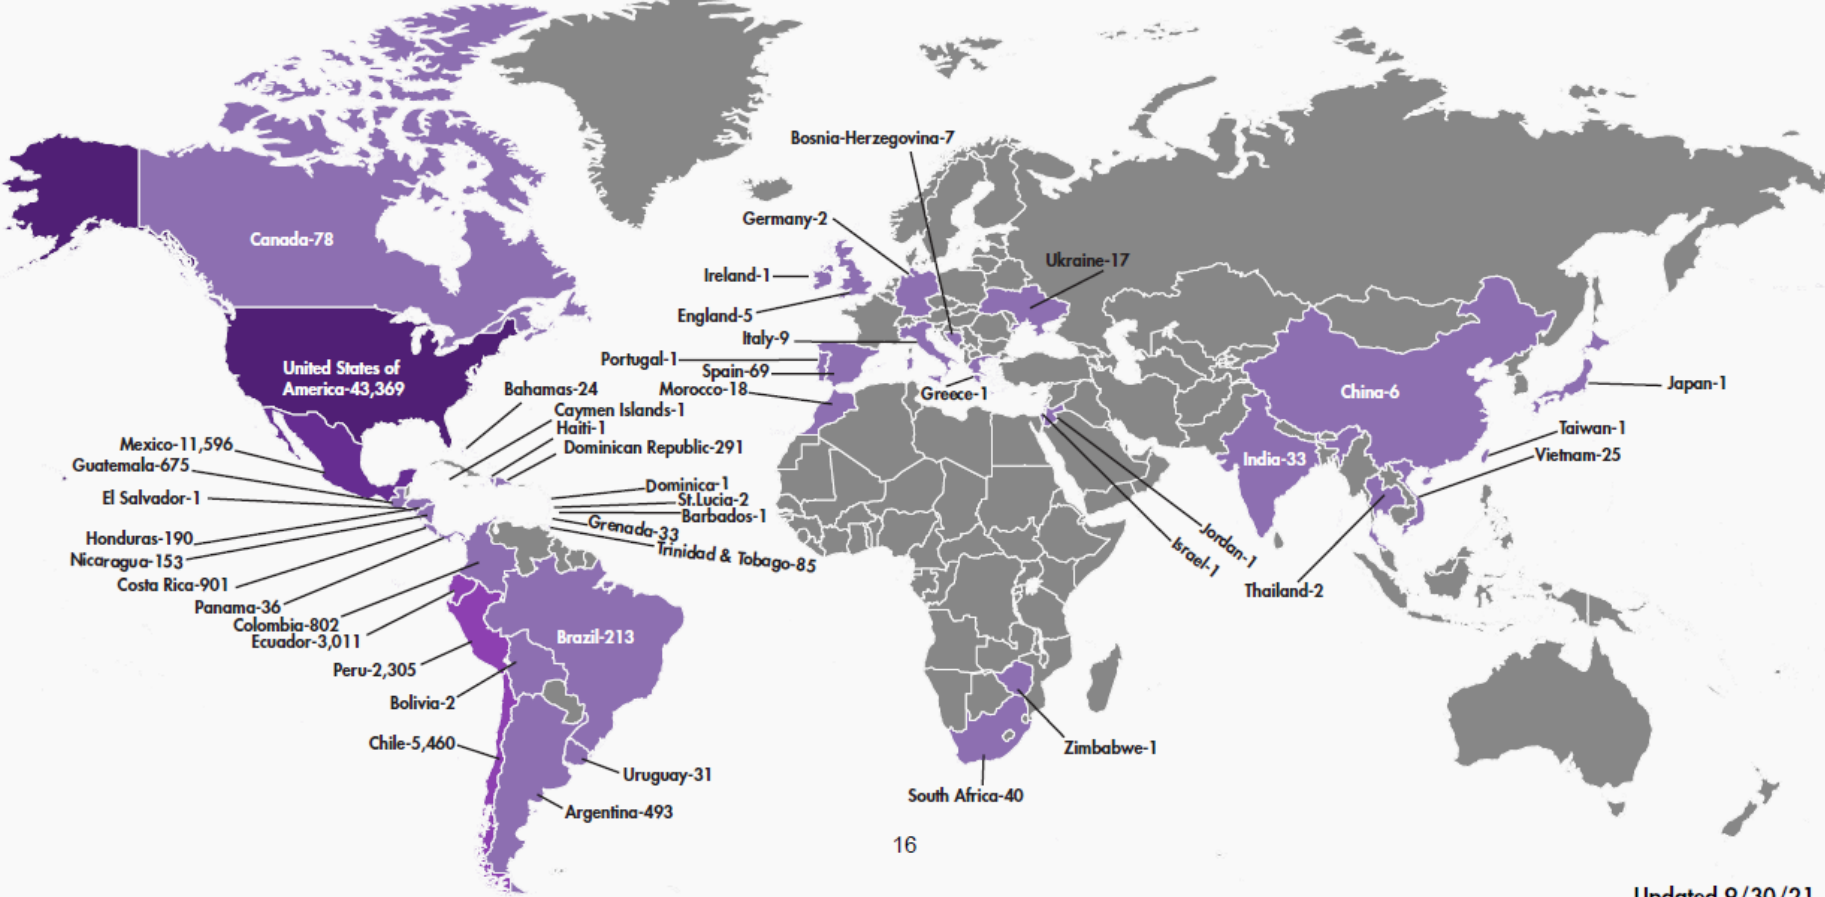 Bosnia-Herzegovina-7
Germany-2
Canada-78
Ukraine-17
Ireland-1
England-5
Italy-9
Portugal-1
United States of
America-43,369
Spain-69
Bahamas-24
Morocco-18
Greece-1
China-6
Japan-1
Caymen Islands-1
Haiti-1
Taiwan-1
Mexico-11,596
Dominican Republic-291
Vietnam-25
Guatemala-675
India-33
Dominica-1
El Salvador-1
St.Lucia-2
Barbados-1
Grenada-33
Honduras-190
Jordan-1
Nicaragua-153
Trinidad & Tobago-85
Israel-1
Costa Rica-901
Thailand-2
Panama-36
Colombia-802
Ecuador-3,011
Brazil-213
Peru-2,305
Bolivia-2
Chile-5,460
Zimbabwe-1
Uruguay-31
South Africa-40
Argentina-493
16
Updated 9/30/21